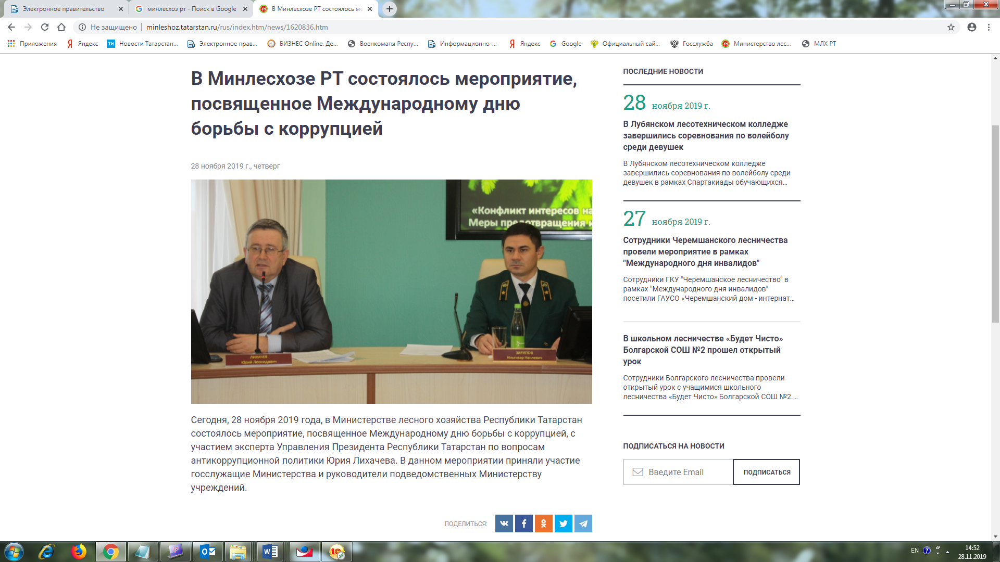 Электронное правительство
минлесхоз рт - Поиск в Google
В Минлесхозе РТ состоялось ме
Не защищено
minleshoz.tatarstan.ru/rus/index.htm/news/1620836.htm
Приложения
Яндекс
Новости Татарстан...
Электронное прав...
БИЗНЕС Online. Де...
Военкоматы Респу...
Информационно-...
Яндекс
Google
Официальный сай...
Госслужба
Министерство лес...
МЛХ РТ
В Минлесхозе РТ состоялось мероприятие,
посвященное Международному дню
борьбы с коррупцией
28 ноября 2019 г., четверг
«Конфликт интересов на
Меры предотвращения и
ЛИХАЧЕВ
Юрий Леонидович
ЗАРИПОВ
Ильгизар Наилевич
Сегодня, 28 ноября 2019 года, в Министерстве лесного хозяйства Республики Татарстан
состоялось мероприятие, посвященное Международному дню борьбы с коррупцией, с
участием эксперта Управления Президента Республики Татарстан по вопросам
антикоррупционной политики Юрия Лихачева. В данном мероприятии приняли участие
госслужащие Министерства и руководители подведомственных Министерству
учреждений.
ПОДЕЛИТЬСЯ:
ПОСЛЕДНИЕ НОВОСТИ
28 ноября 2019 г.
В Лубянском лесотехническом колледже
завершились соревнования по волейболу
среди девушек
В Лубянском лесотехническом колледже
завершились соревнования по волейболу среди
девушек в рамках Спартакиады обучающихся...
27 ноября 2019 г.
Сотрудники Черемшанского лесничества
провели мероприятие в рамках
"Международного дня инвалидов"
Сотрудники ГКУ "Черемшанское лесничество" в
рамках "Международного дня инвалидов"
посетили ГАУСО «Черемшанский дом - интернат...
В школьном лесничестве «Будет Чисто»
Болгарской СОШ №2 прошел открытый
урок
Сотрудники Болгарского лесничества провели
открытый урок с учащимися школьного
лесничества «Будет Чисто» Болгарской СОШ №2....
ПОДПИСАТЬСЯ НА НОВОСТИ
Введите Email
ПОДПИСАТЬСЯ
EN
14:52
28.11.2019